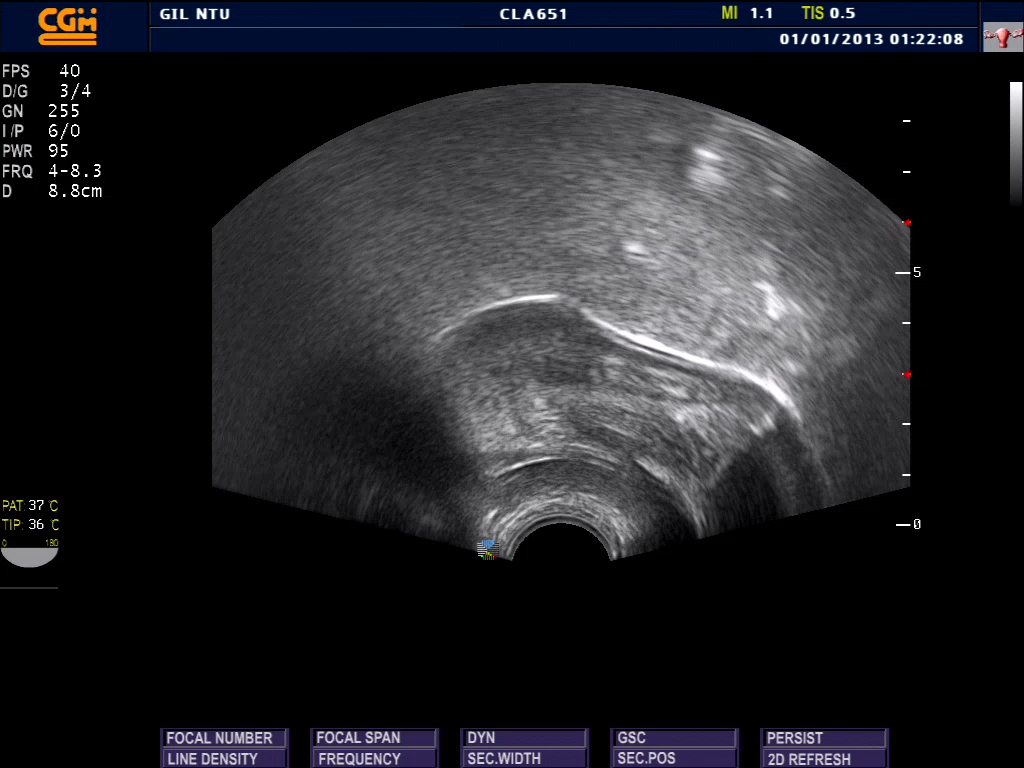 CGM
GIL NTU CLA651 MI 1.1 TIS 0.5
01/01/2013 01:22:08
FPS 40
D/G 3/4
GN 255
I/P 6/0
PWR 95
FRQ 4-8.3
D 8.8cm
5
PAT: 37 °C
TIP: 36 °C
0 180
0
FOCAL NUMBER FOCAL SPAN DYN GSC PERSIST
LINE DENSITY FREQUENCY SEC.WIDTH SEC.POS 2D REFRESH